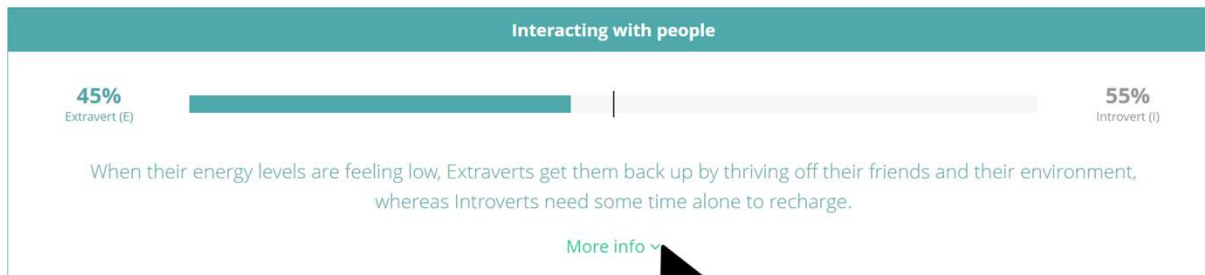 Interacting with people
45%
Extravert (E)
55%
Introvert (I)
When their energy levels are feeling low, Extraverts get them back up by thriving off their friends and their environment,
whereas Introverts need some time alone to recharge.
More info